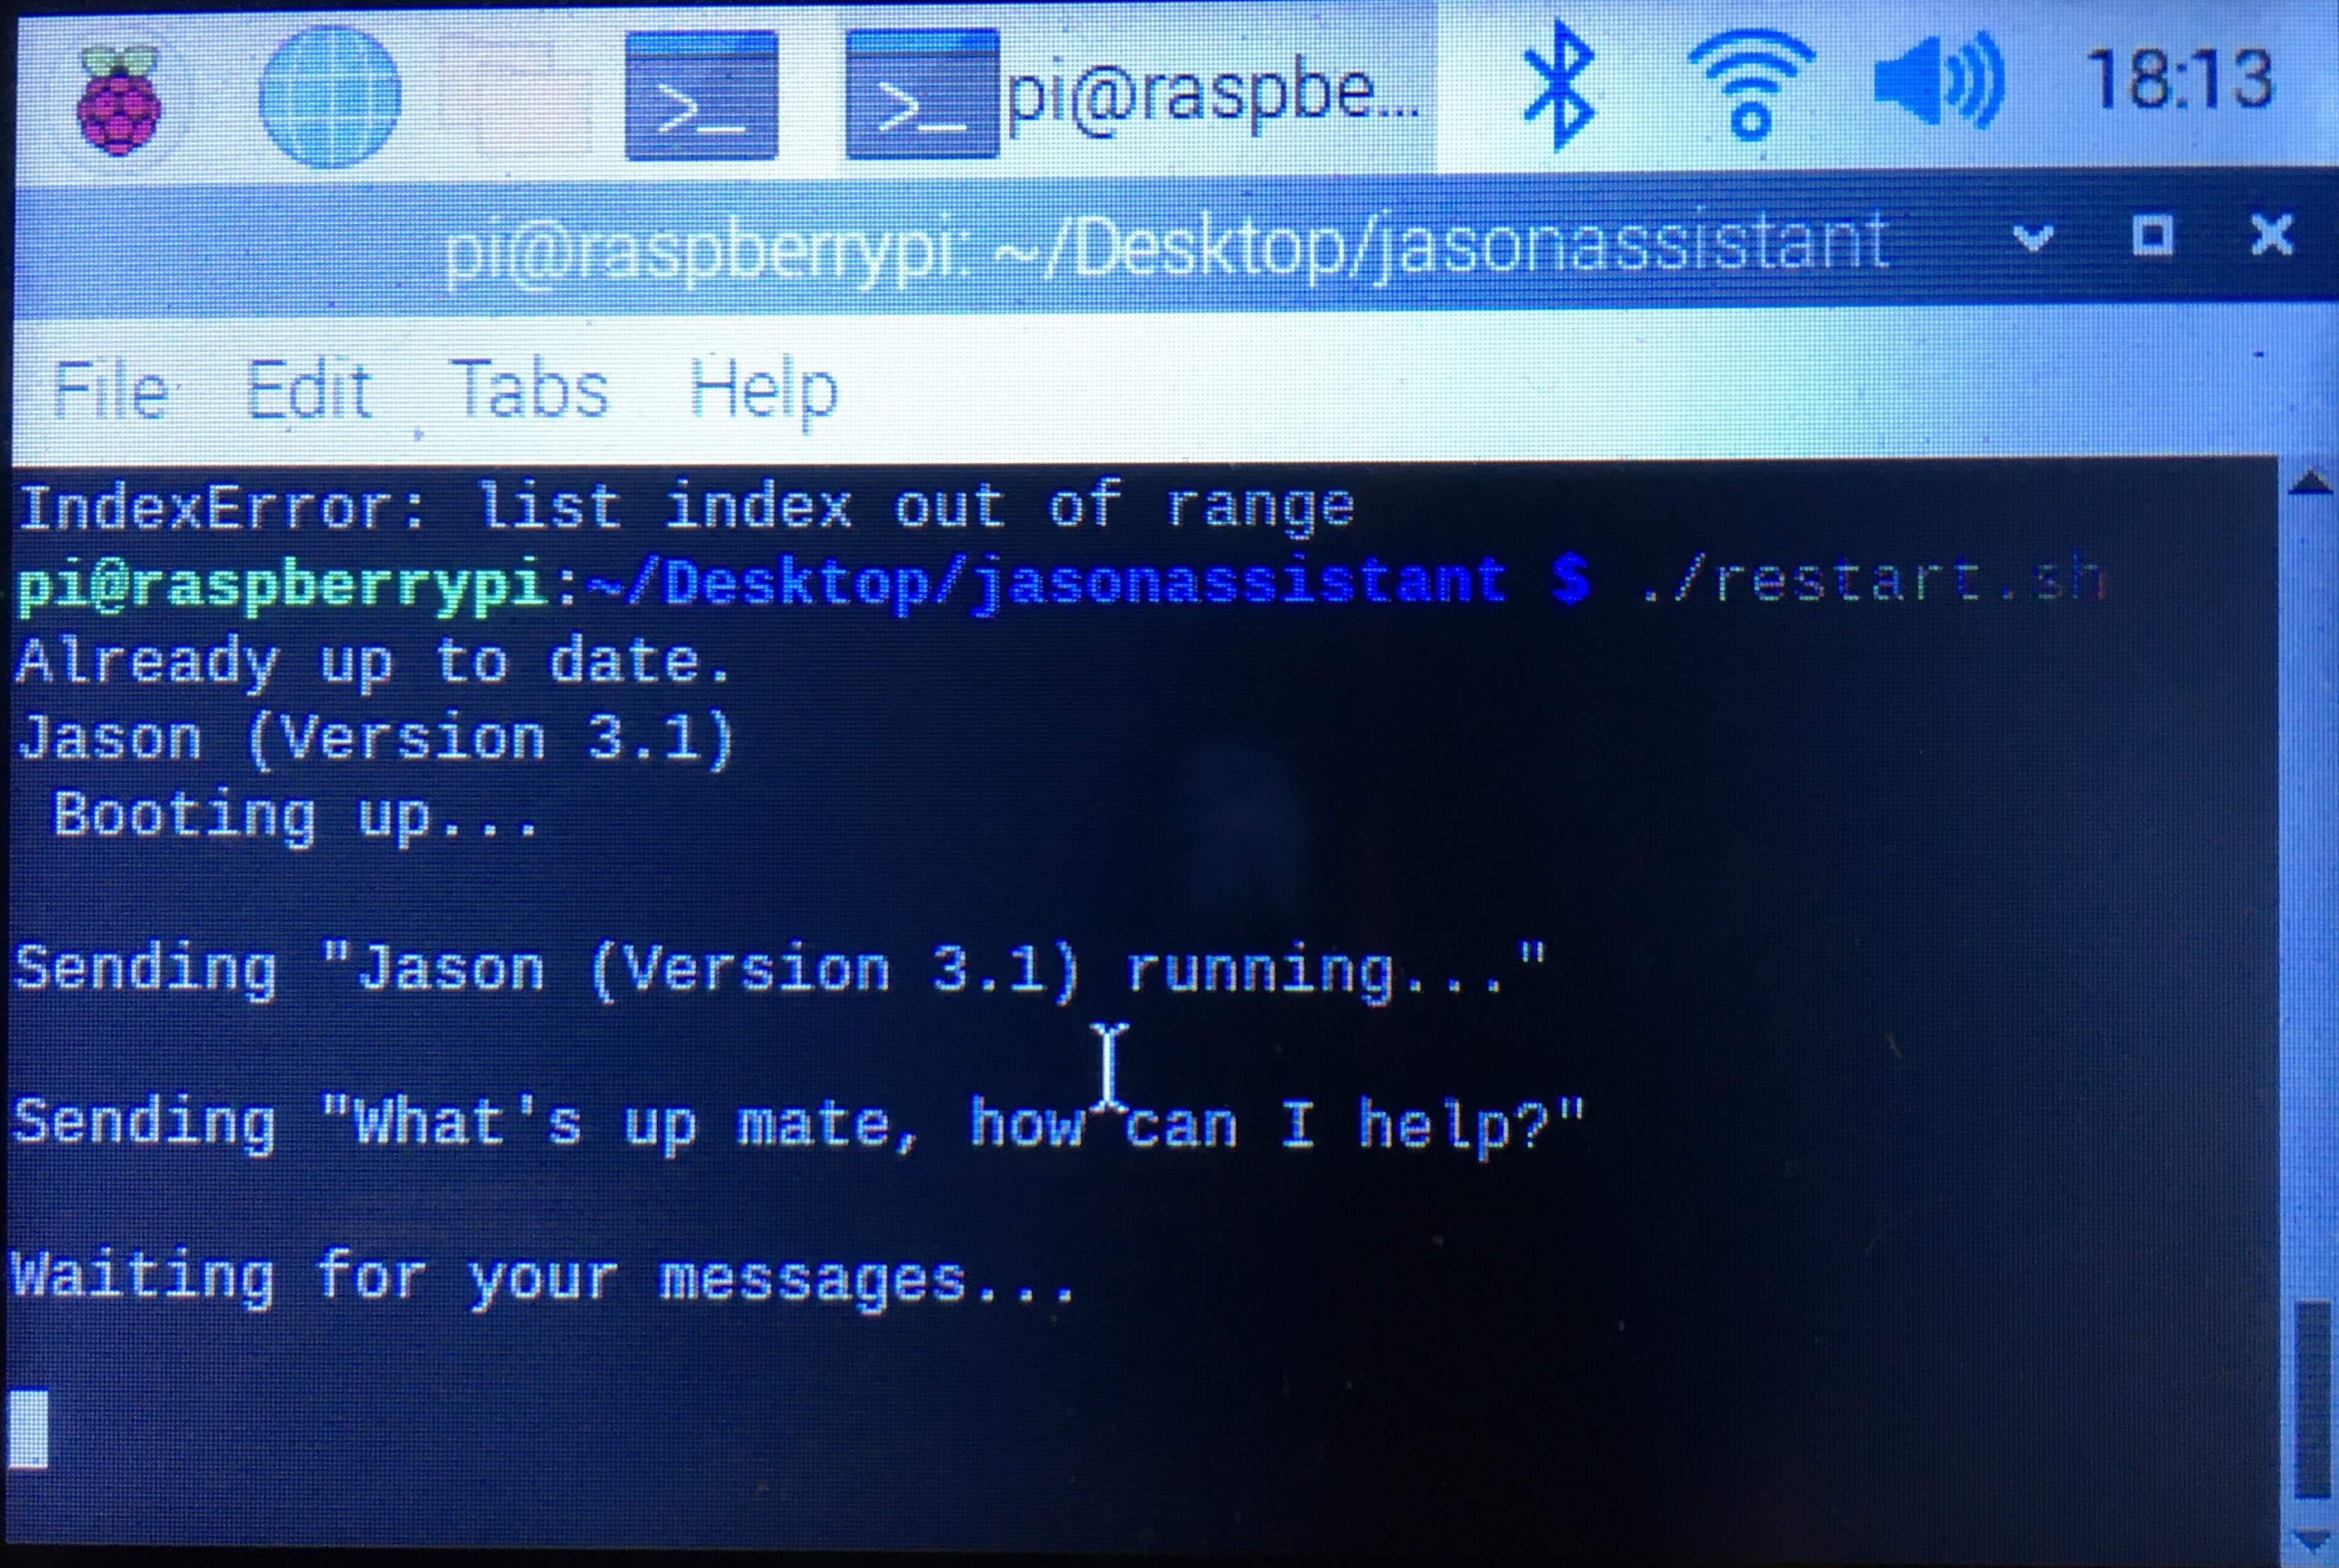 pi@raspbe...
18:13
pi@raspberrypi: ~/Desktop/jasonassistant
File Edit Tabs Help
IndexError: list index out of range
pi@raspberrypi:~/Desktop/jasonassistant $ ./restart.sh
Already up to date.
Jason (Version 3.1)
Booting up...
Sending "Jason (Version 3.1) running..."
Sending "What's up mate, how can I help?"
Waiting for your messages...